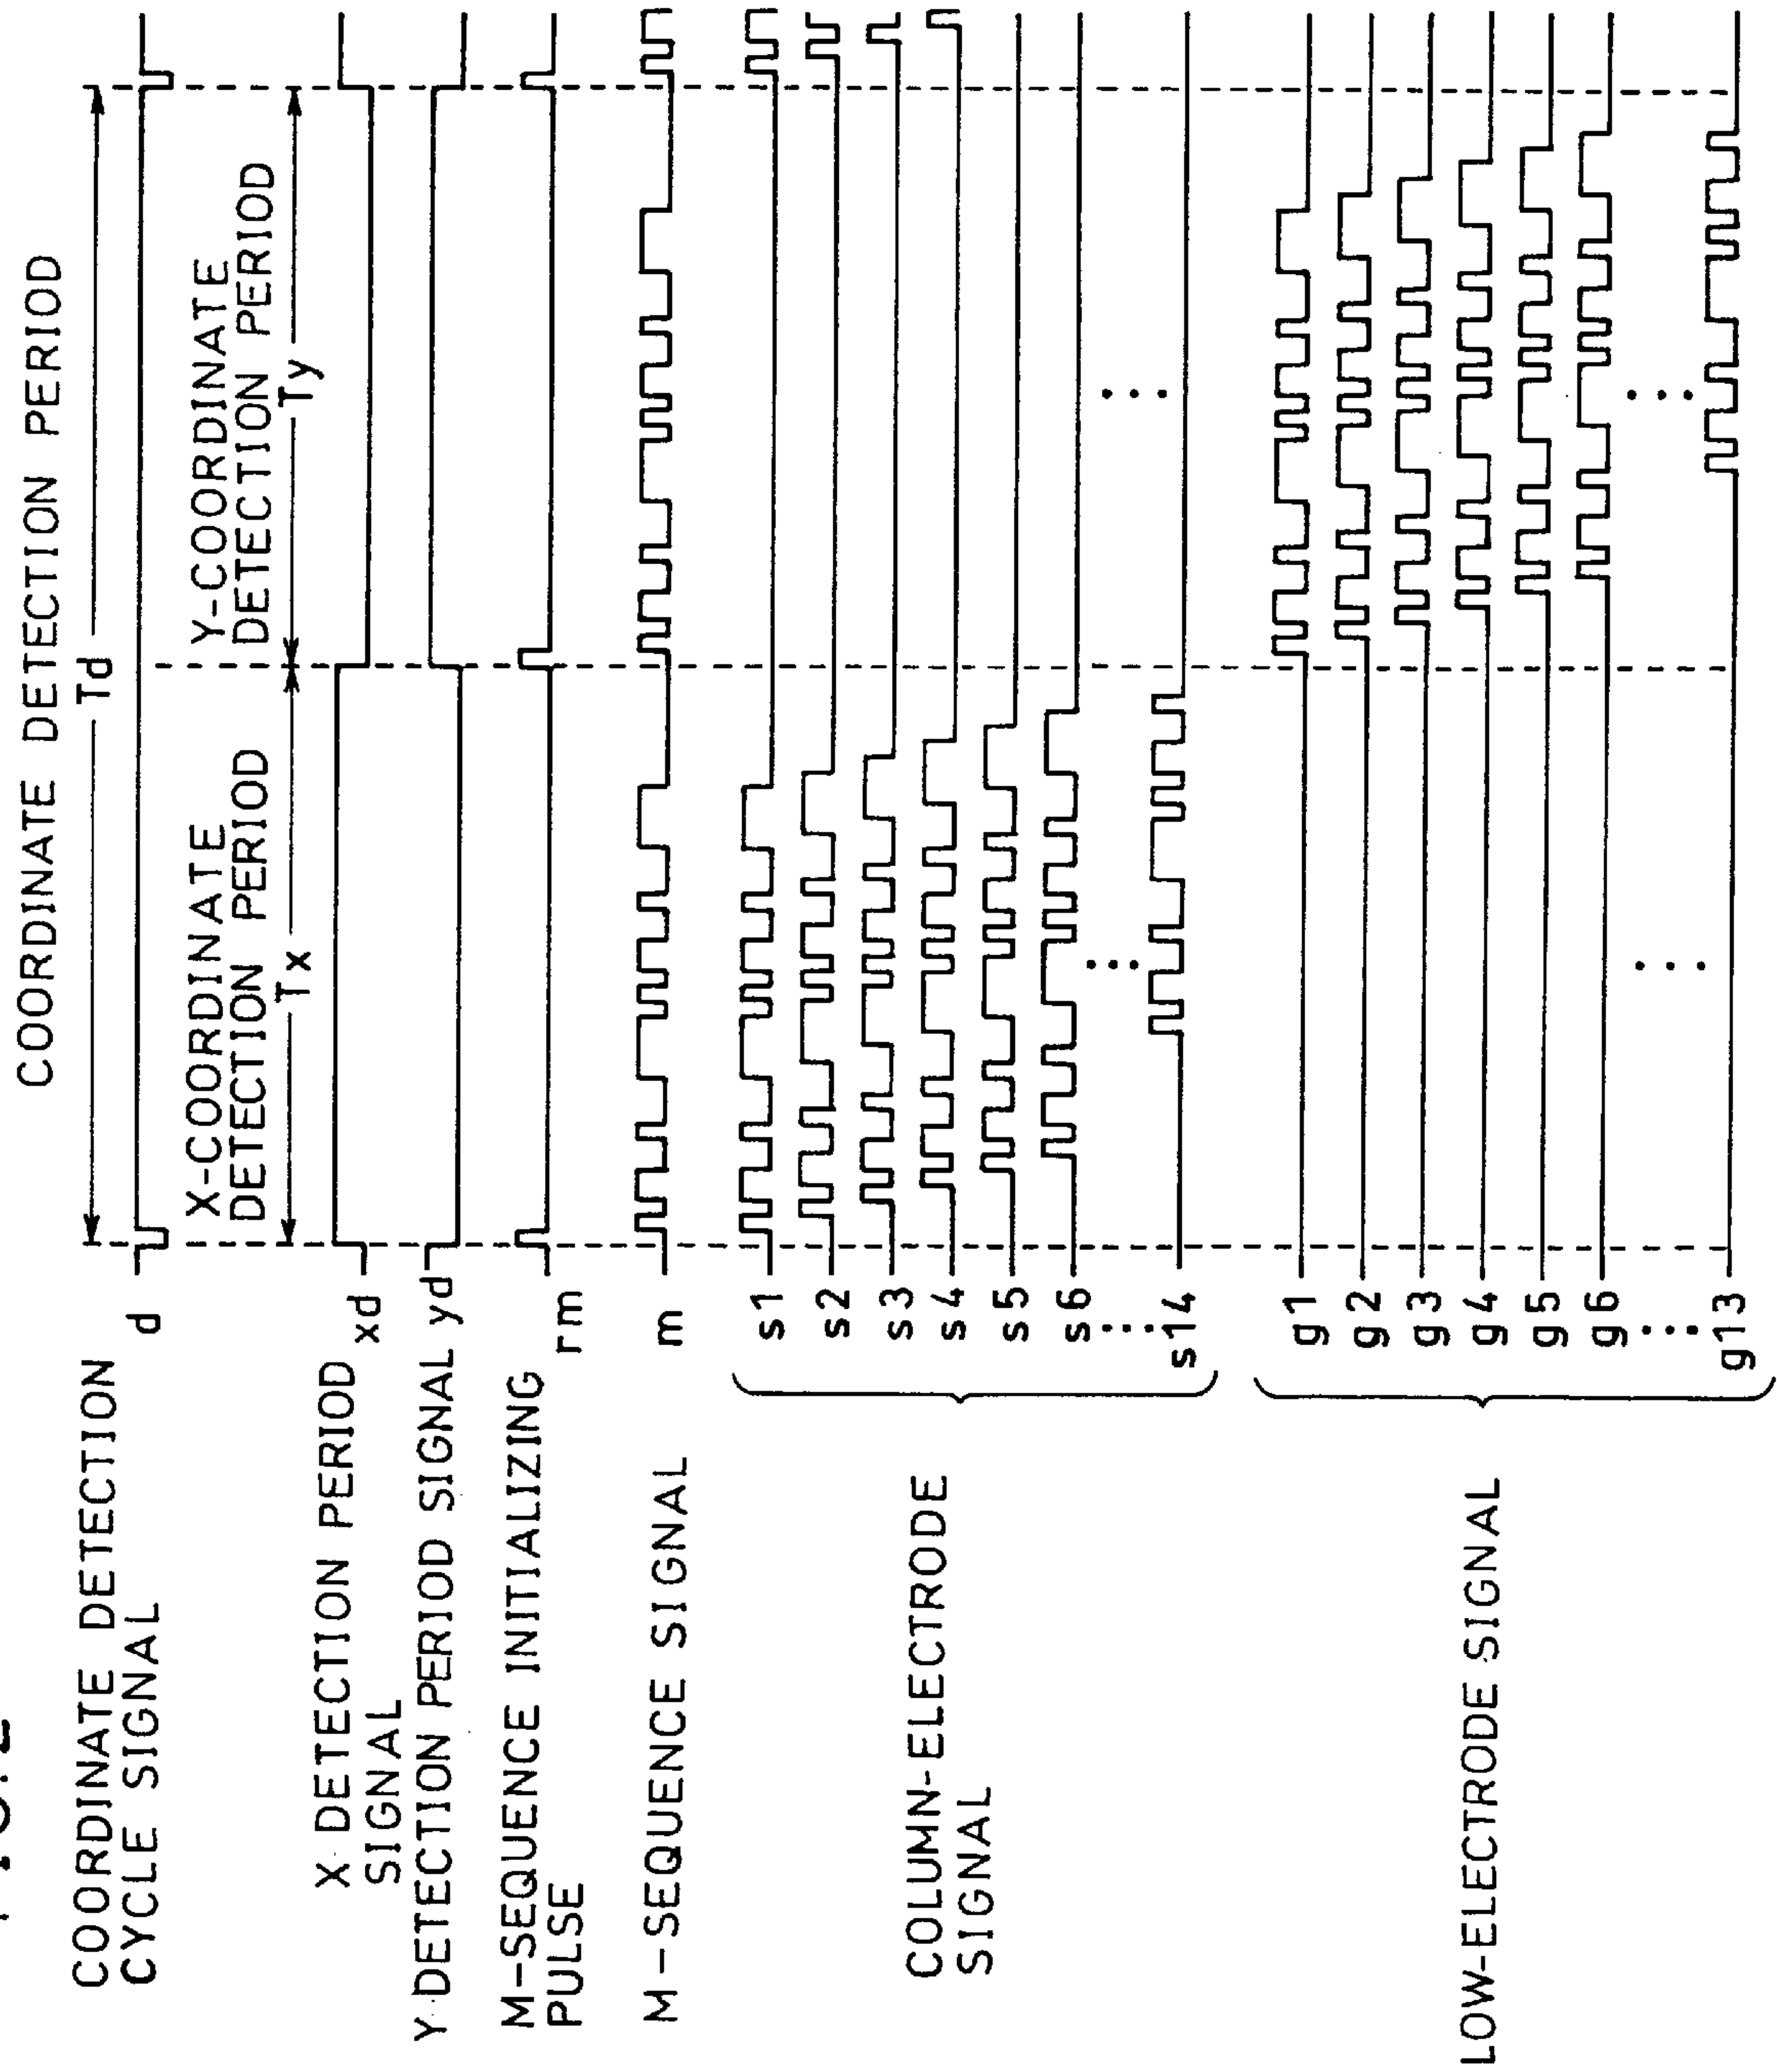 COORDINATE DETECTION PERIOD
Td
COORDINATE DETECTION
CYCLE SIGNAL
d
X-COORDINATE
DETECTION PERIOD
Tx
Y-COORDINATE
DETECTION PERIOD
Ty
X DETECTION PERIOD
SIGNAL
xd
Y DETECTION PERIOD SIGNAL
yd
M-SEQUENCE INITIALIZING
PULSE
rm
M-SEQUENCE SIGNAL
m
COLUMN-ELECTRODE
SIGNAL
s1
s2
s3
s4
s5
s6
s14
LOW-ELECTRODE SIGNAL
g1
g2
g3
g4
g5
g6
g13